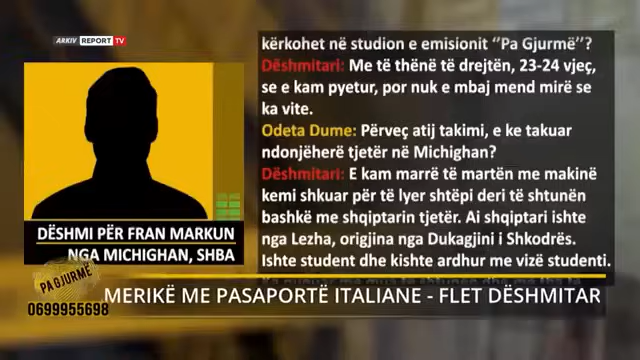 ARKIV REPORT TV
kërkohet në studion e emisionit “Pa Gjurmë”?
Dëshmitari: Me të thënë të drejtën, 23-24 vjeç,
se e kam pyetur, por nuk e mbaj mend mirë se
ka vite.
Odeta Dume: Përveç atij takimi, e ke takuar
ndonjëherë tjetër në Michighan?
Dëshmitari: E kam marrë të martën me makinë
kemi shkuar për të lyer shtëpi deri të shtunën
bashkë me shqiptarin tjetër. Ai shqiptari ishte
nga Lezha, origjina nga Dukagjini i Shkodrës.
Ishte student dhe kishte ardhur me vizë studenti.
DËSHMI PËR FRAN MARKUN
NGA MICHIGHAN, SHBA
PA GJURMË
0699955698
MERIKË ME PASAPORTË ITALIANE - FLET DËSHMITAR